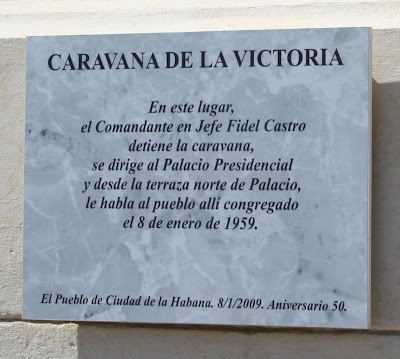 CARAVANA DE LA VICTORIA
En este lugar,
el Comandante en Jefe Fidel Castro
detiene la caravana,
se dirige al Palacio Presidencial
y desde la terraza norte de Palacio,
le habla al pueblo allí congregado
el 8 de enero de 1959.
El Pueblo de Ciudad de la Habana. 8/1/2009. Aniversario 50.